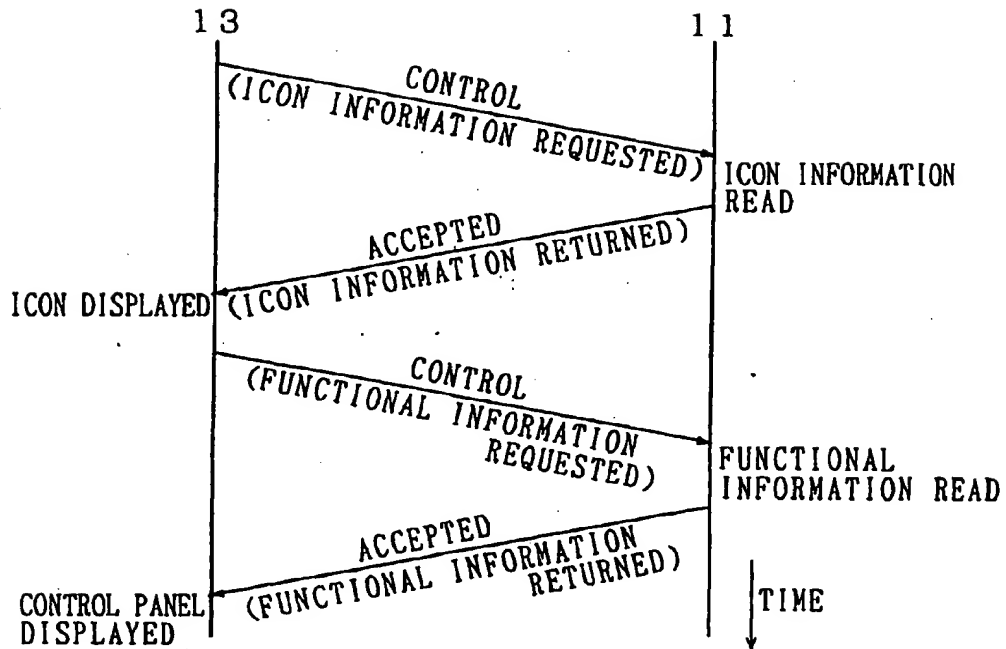 13
11
CONTROL
(ICON INFORMATION REQUESTED)
ICON INFORMATION
READ
ACCEPTED
(ICON INFORMATION RETURNED)
ICON DISPLAYED
CONTROL
(FUNCTIONAL INFORMATION
REQUESTED)
FUNCTIONAL
INFORMATION READ
ACCEPTED
(FUNCTIONAL INFORMATION
RETURNED)
CONTROL PANEL
DISPLAYED
TIME